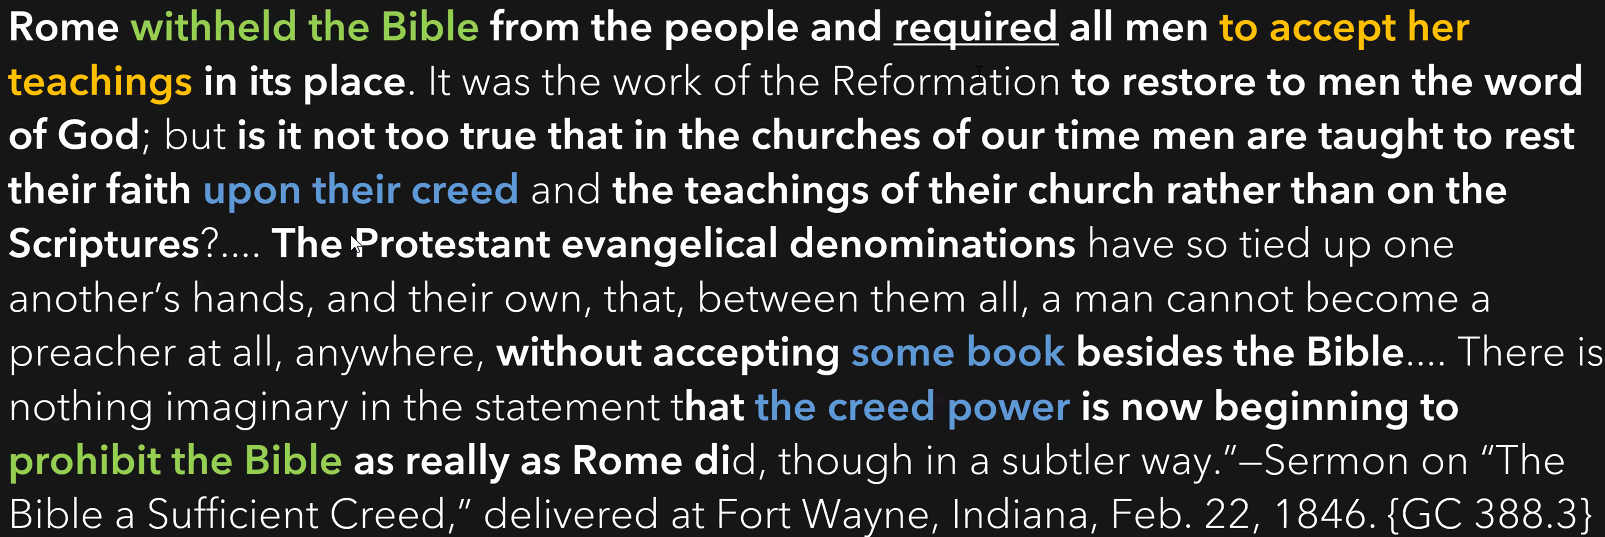 Rome withheld the Bible from the people and required all men to accept her
teachings in its place. It was the work of the Reformation to restore to men the word
of God; but is it not too true that in the churches of our time men are taught to rest
their faith upon their creed and the teachings of their church rather than on the
Scriptures?.... The Protestant evangelical denominations have so tied up one
another’s hands, and their own, that, between them all, a man cannot become a
preacher at all, anywhere, without accepting some book besides the Bible.... There is
nothing imaginary in the statement that the creed power is now beginning to
prohibit the Bible as really as Rome did, though in a subtler way.”—Sermon on “The
Bible a Sufficient Creed,” delivered at Fort Wayne, Indiana, Feb. 22, 1846. {GC 388.3}